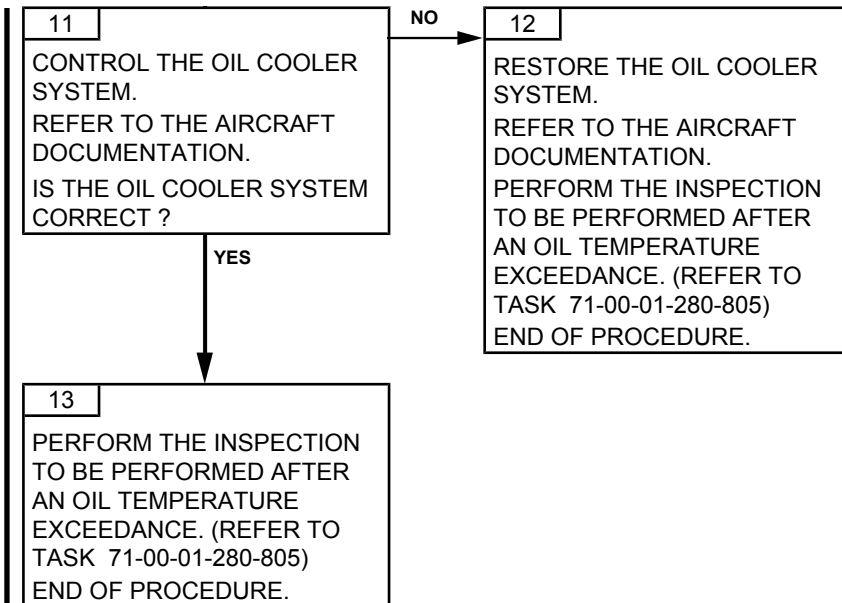 11
CONTROL THE OIL COOLER
SYSTEM.
REFER TO THE AIRCRAFT
DOCUMENTATION.
IS THE OIL COOLER SYSTEM
CORRECT ?
NO
12
RESTORE THE OIL COOLER
SYSTEM.
REFER TO THE AIRCRAFT
DOCUMENTATION.
PERFORM THE INSPECTION
TO BE PERFORMED AFTER
AN OIL TEMPERATURE
EXCEEDANCE. (REFER TO
TASK 71-00-01-280-805)
END OF PROCEDURE.
YES
13
PERFORM THE INSPECTION
TO BE PERFORMED AFTER
AN OIL TEMPERATURE
EXCEEDANCE. (REFER TO
TASK 71-00-01-280-805)
END OF PROCEDURE.